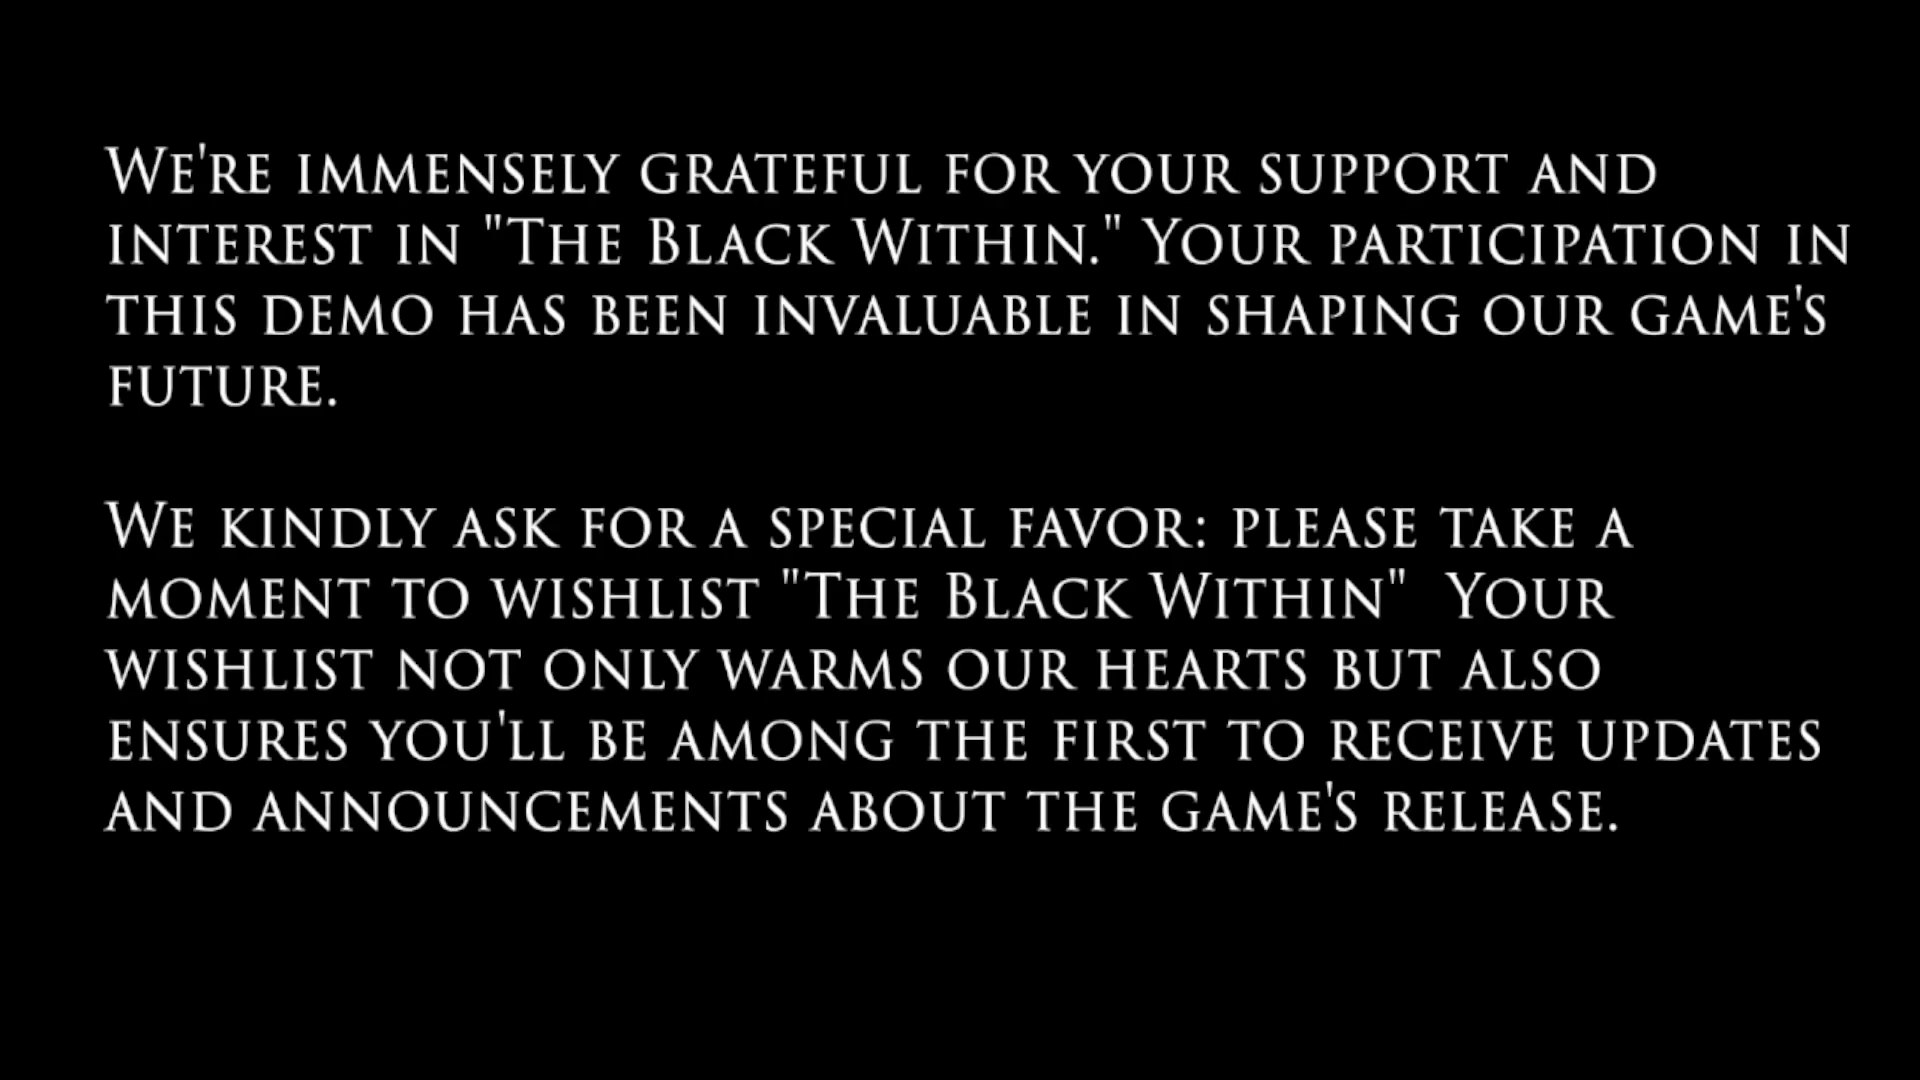 We're immensely grateful for your support and
interest in "The Black Within." Your participation in
this demo has been invaluable in shaping our game's
future.
We kindly ask for a special favor: please take a
moment to wishlist "The Black Within"  Your
wishlist not only warms our hearts but also
ensures you'll be among the first to receive updates
and announcements about the game's release.